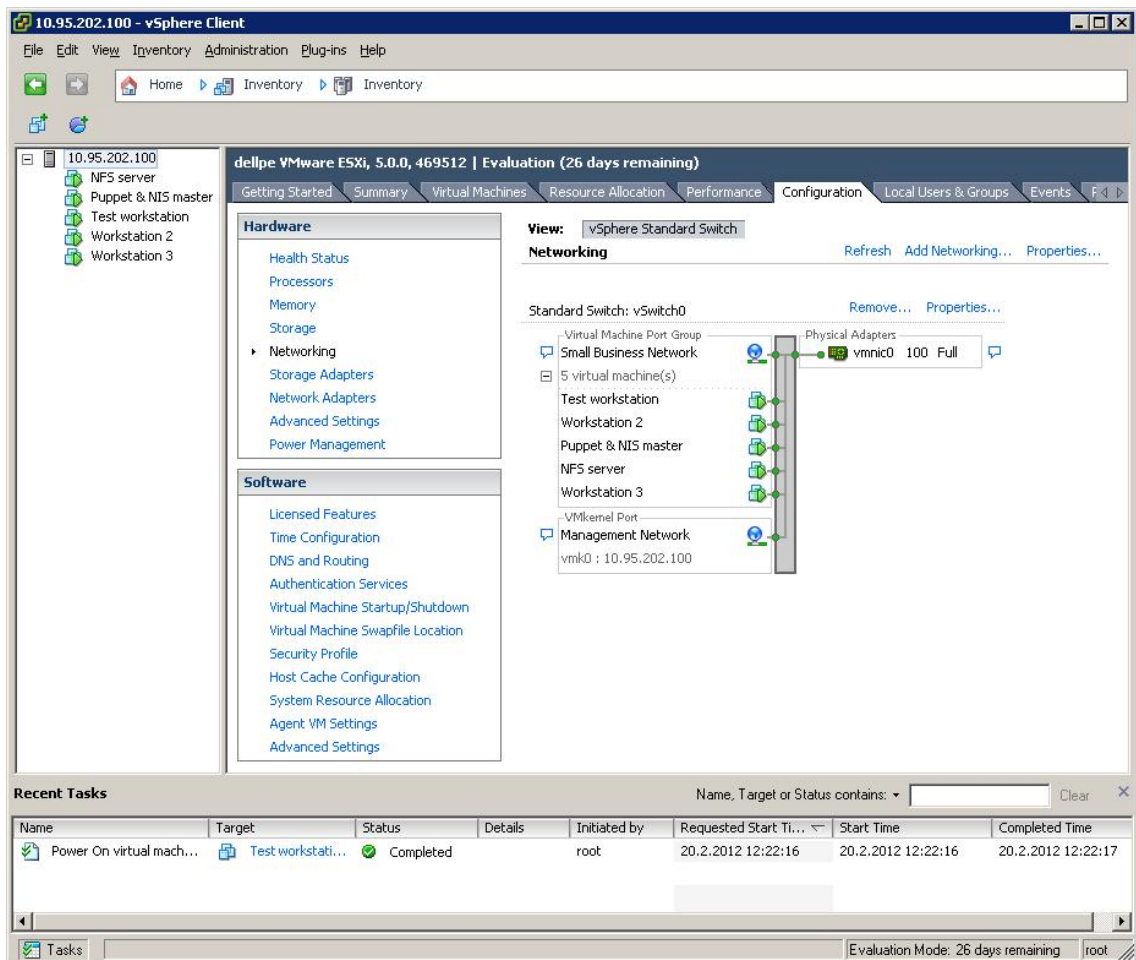 10.95.202.100 - vSphere Client
File Edit View Inventory Administration Plug-ins Help
Home Inventory Inventory
10.95.202.100
NFS server
Puppet & NIS master
Test workstation
Workstation 2
Workstation 3
dellpe VMware ESXi, 5.0.0, 469512 | Evaluation (26 days remaining)
Getting Started Summary Virtual Machines Resource Allocation Performance Configuration Local Users & Groups Events
Hardware
Health Status
Processors
Memory
Storage
Networking
Storage Adapters
Network Adapters
Advanced Settings
Power Management
Software
Licensed Features
Time Configuration
DNS and Routing
Authentication Services
Virtual Machine Startup/Shutdown
Virtual Machine Swapfile Location
Security Profile
Host Cache Configuration
System Resource Allocation
Agent VM Settings
Advanced Settings
View: vSphere Standard Switch
Networking
Refresh Add Networking... Properties...
Standard Switch: vSwitch0
Remove... Properties...
Virtual Machine Port Group
Small Business Network
5 virtual machine(s)
Test workstation
Workstation 2
Puppet & NIS master
NFS server
Workstation 3
VMkernel Port
Management Network
vmk0 : 10.95.202.100
Physical Adapters
vmnic0 100 Full
Recent Tasks
Name, Target or Status contains:
Clear
Name Target Status Details Initiated by Requested Start Ti... Start Time Completed Time
Power On virtual mach... Test workstati... Completed root 20.2.2012 12:22:16 20.2.2012 12:22:16 20.2.2012 12:22:17
Tasks
Evaluation Mode: 26 days remaining
root